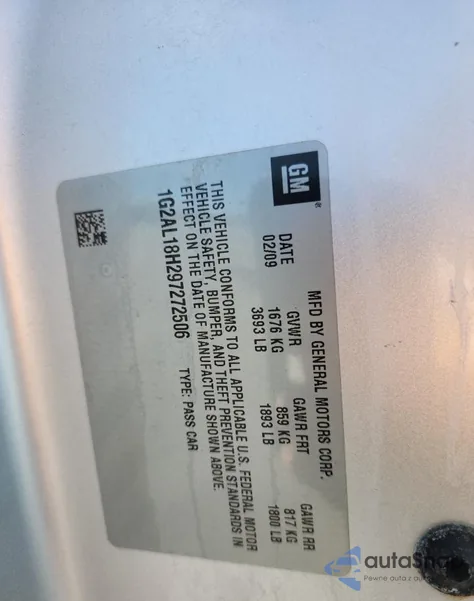 GM
®
MFD BY GENERAL MOTORS CORP.
DATE GVWR GAWR FRT GAWR RR
02/09 1676 KG 859 KG 817 KG
3693 LB 1893 LB 1800 LB
THIS VEHICLE CONFORMS TO ALL APPLICABLE U.S. FEDERAL MOTOR
VEHICLE SAFETY, BUMPER, AND THEFT PREVENTION STANDARDS IN
EFFECT ON THE DATE OF MANUFACTURE SHOWN ABOVE.
1G2AL18H297272506 TYPE: PASS CAR
Pewne auta z